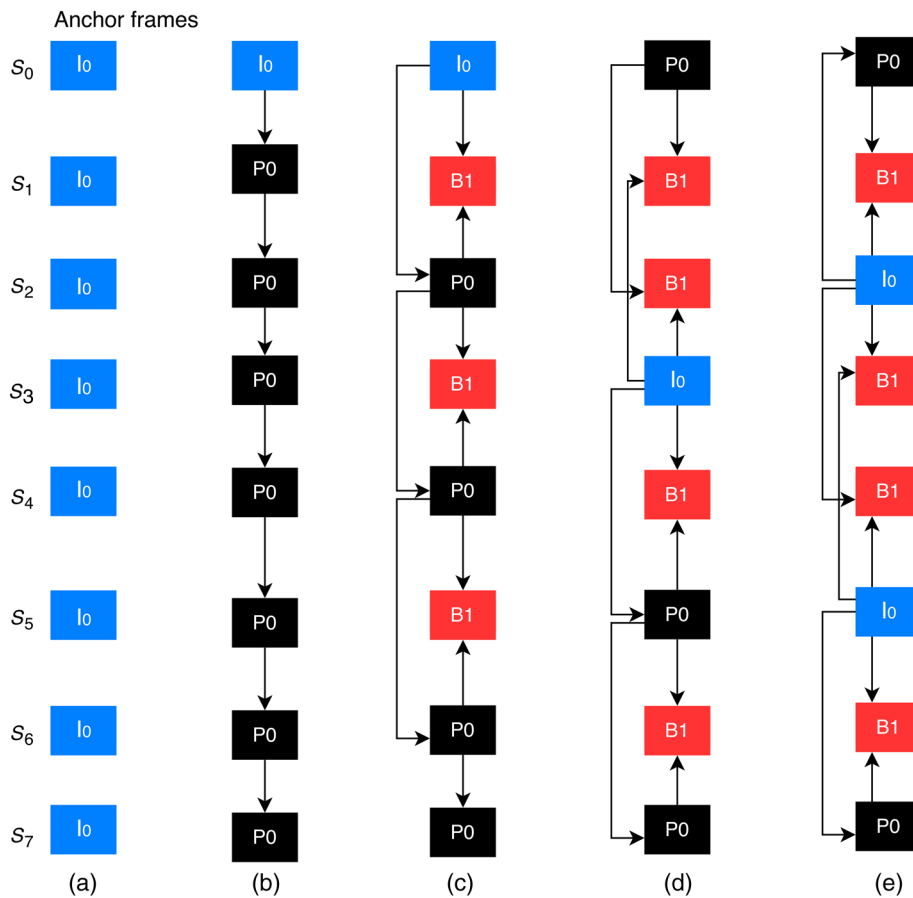 Anchor frames
S0 I0 I0 I0 P0 P0
S1 I0 P0 B1 B1 B1
S2 I0 P0 P0 B1 I0
S3 I0 P0 B1 I0 B1
S4 I0 P0 P0 B1 B1
S5 I0 P0 B1 P0 I0
S6 I0 P0 P0 B1 B1
S7 I0 P0 P0 P0 P0
(a) (b) (c) (d) (e)